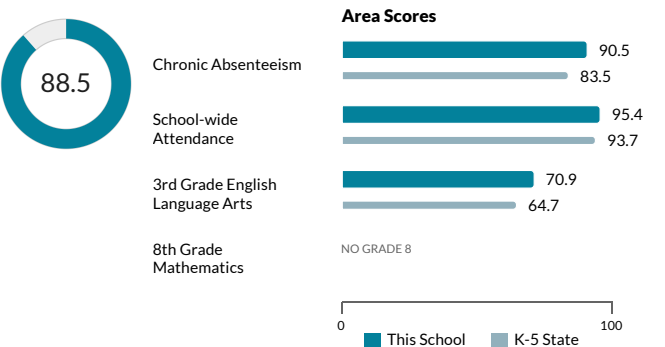 Area Scores
88.5
Chronic Absenteeism
90.5
83.5
School-wide
Attendance
95.4
93.7
3rd Grade English
Language Arts
70.9
64.7
8th Grade
Mathematics
NO GRADE 8
0
100
This School
K-5 State